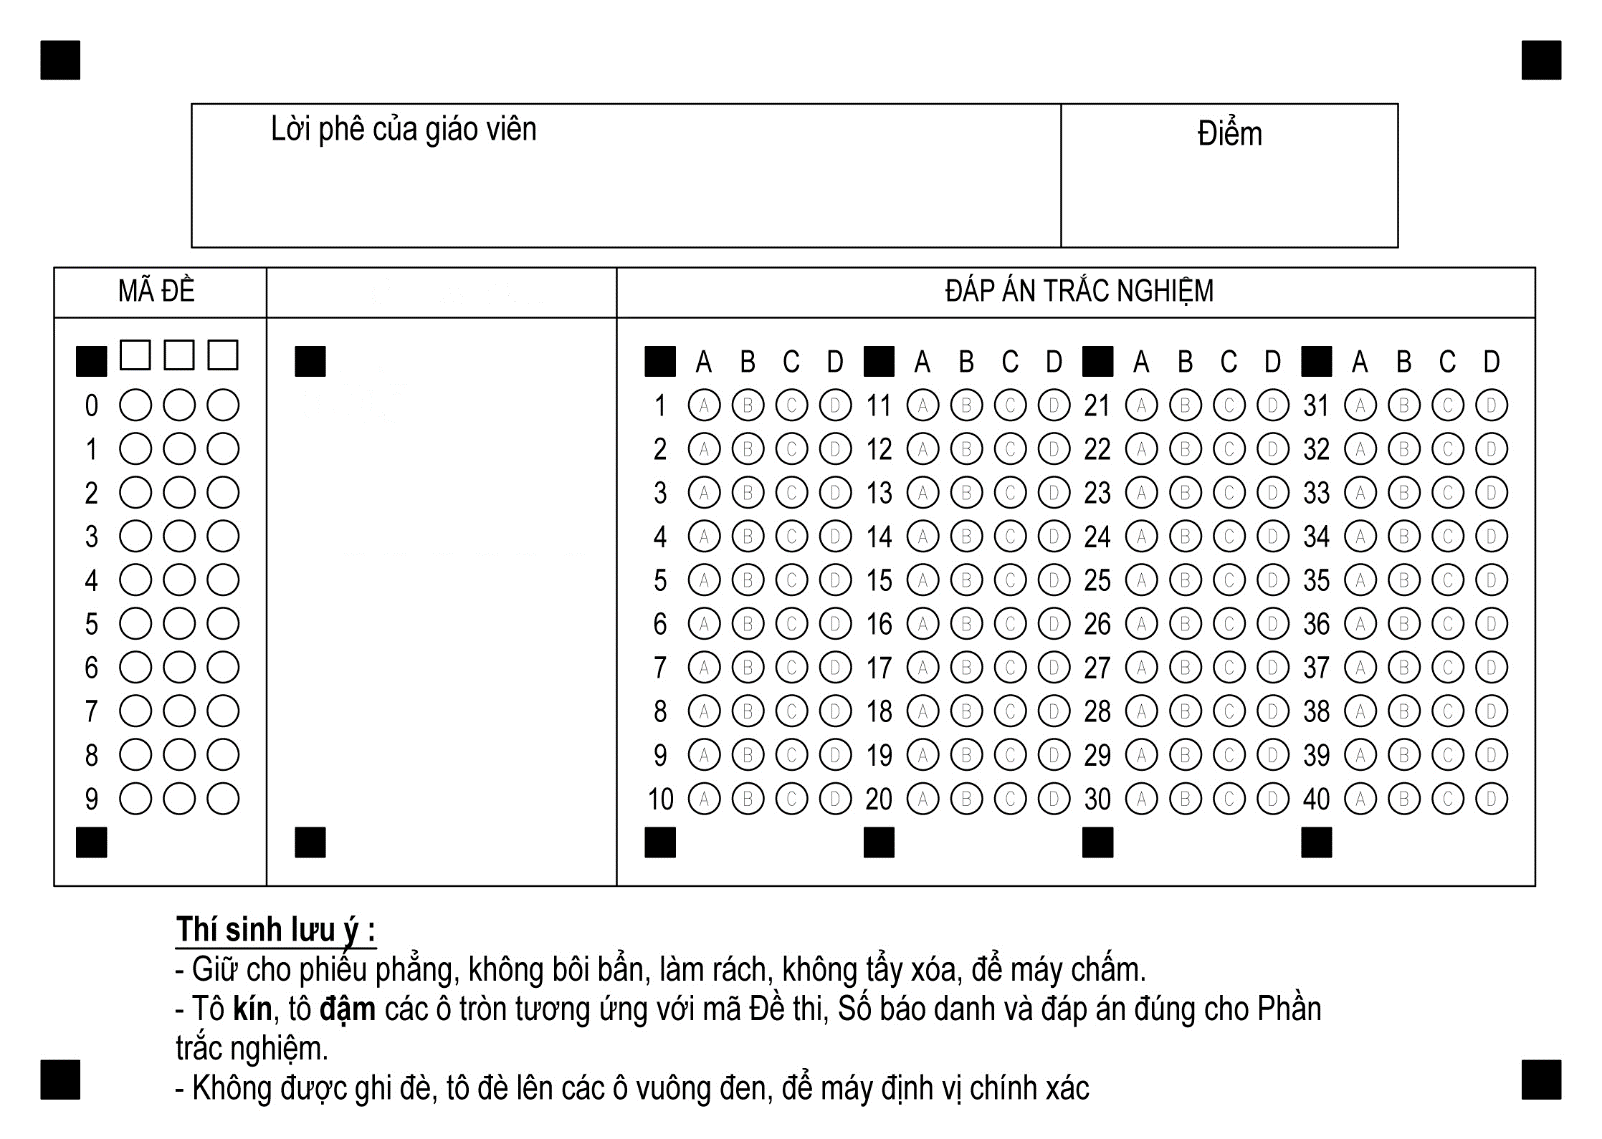 Lời phê của giáo viên Điểm
MÃ ĐỀ ĐÁP ÁN TRẮC NGHIỆM
A B C D A B C D A B C D A B C D
0 1 A B C D 11 A B C D 21 A B C D 31 A B C D
1 2 A B C D 12 A B C D 22 A B C D 32 A B C D
2 3 A B C D 13 A B C D 23 A B C D 33 A B C D
3 4 A B C D 14 A B C D 24 A B C D 34 A B C D
4 5 A B C D 15 A B C D 25 A B C D 35 A B C D
5 6 A B C D 16 A B C D 26 A B C D 36 A B C D
6 7 A B C D 17 A B C D 27 A B C D 37 A B C D
7 8 A B C D 18 A B C D 28 A B C D 38 A B C D
8 9 A B C D 19 A B C D 29 A B C D 39 A B C D
9 10 A B C D 20 A B C D 30 A B C D 40 A B C D
Thí sinh lưu ý :
- Giữ cho phiếu phẳng, không bôi bẩn, làm rách, không tẩy xóa, để máy chấm.
- Tô kín, tô đậm các ô tròn tương ứng với mã Đề thi, Số báo danh và đáp án đúng cho Phần
trắc nghiệm.
- Không được ghi đè, tô đè lên các ô vuông đen, để máy định vị chính xác